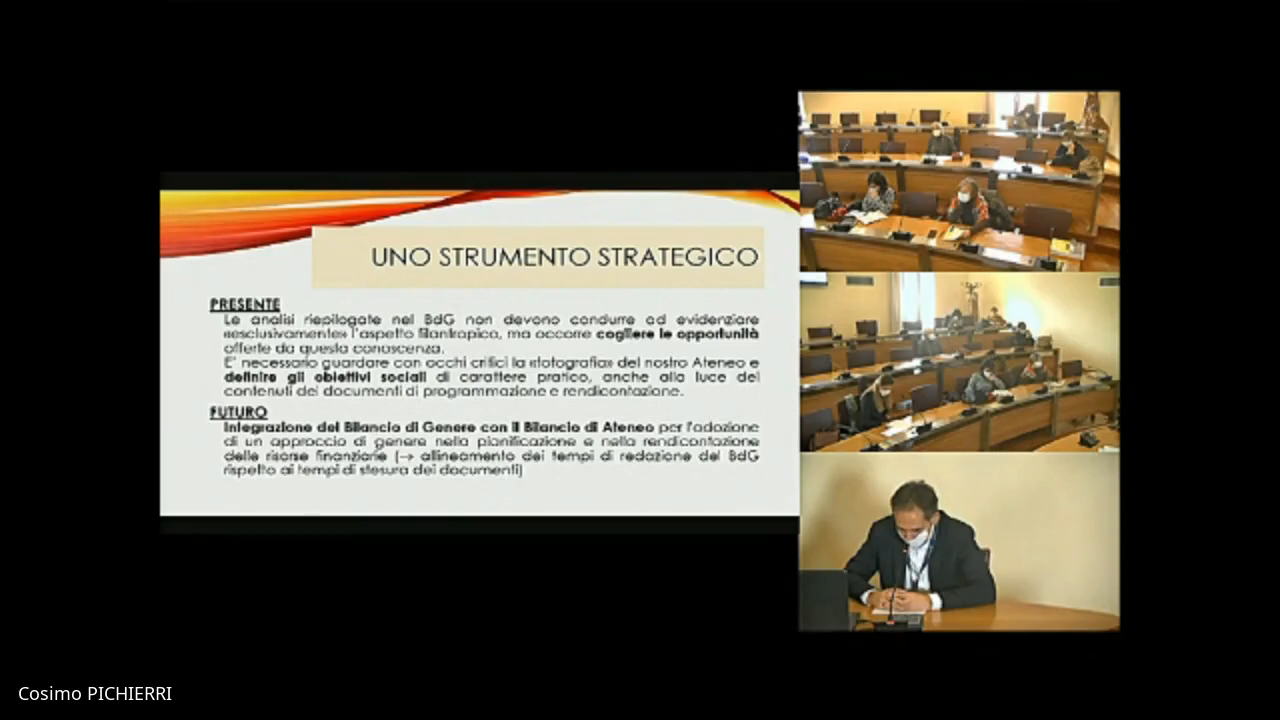 UNO STRUMENTO STRATEGICO
PRESENTE
Le analisi riepilogate nel BdG non devono condurre ad evidenziare
«esclusivamente» l'aspetto filantropico, ma occorre cogliere le opportunità
offerte da questa conoscenza.
E' necessario guardare con occhi critici la «fotografia» del nostro Ateneo e
definire gli obiettivi sociali di carattere pratico, anche alla luce dei
contenuti dei documenti di programmazione e rendicontazione.
FUTURO
Integrazione del Bilancio di Genere con il Bilancio di Ateneo per l'adozione
di un approccio di genere nella pianificazione e nella rendicontazione
delle risorse finanziarie (→ allineamento dei tempi di redazione del BdG
rispetto ai tempi di stesura dei documenti)
Cosimo PICHIERRI